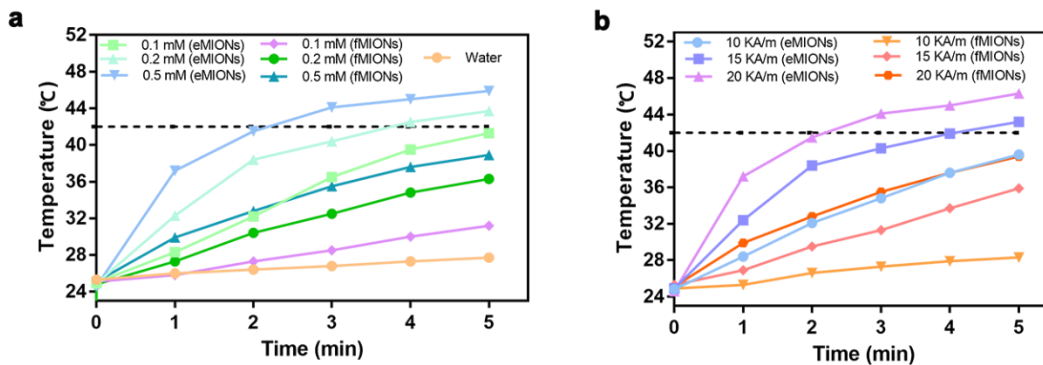 a
52
48
44
40
36
32
28
24
Temperature (℃)
0.1 mM (eMIONs)
0.2 mM (eMIONs)
0.5 mM (eMIONs)
0.1 mM (fMIONs)
0.2 mM (fMIONs)
0.5 mM (fMIONs)
Water
0 1 2 3 4 5
Time (min)
b
52
48
44
40
36
32
28
24
Temperature (℃)
10 KA/m (eMIONs)
15 KA/m (eMIONs)
20 KA/m (eMIONs)
10 KA/m (fMIONs)
15 KA/m (fMIONs)
20 KA/m (fMIONs)
0 1 2 3 4 5
Time (min)